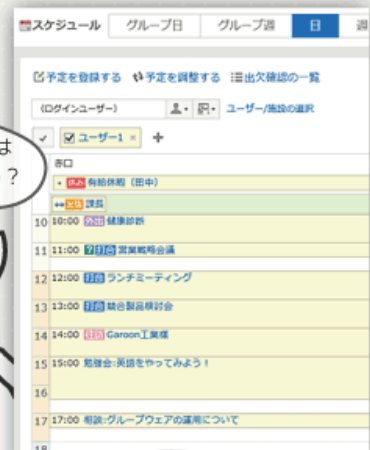 スケジュール グループ日 グループ週 日 週
予定を登録する 予定を調整する 出欠確認の一覧
(ログインユーザー) ユーザー/施設の選択
は
ユーザー1 × +
?
赤口
休み 有給休暇 (田中)
課長
10 10:00 外出 健康診断
11 11:00 ?打合 営業戦略会議
12 12:00 打合 ランチミーティング
13 13:00 打合 競合製品検討会
14 14:00 Garoon工業様
15 15:00 勉強会:英語をやってみよう!
16
17 17:00 相談:グループウェアの運用について
18